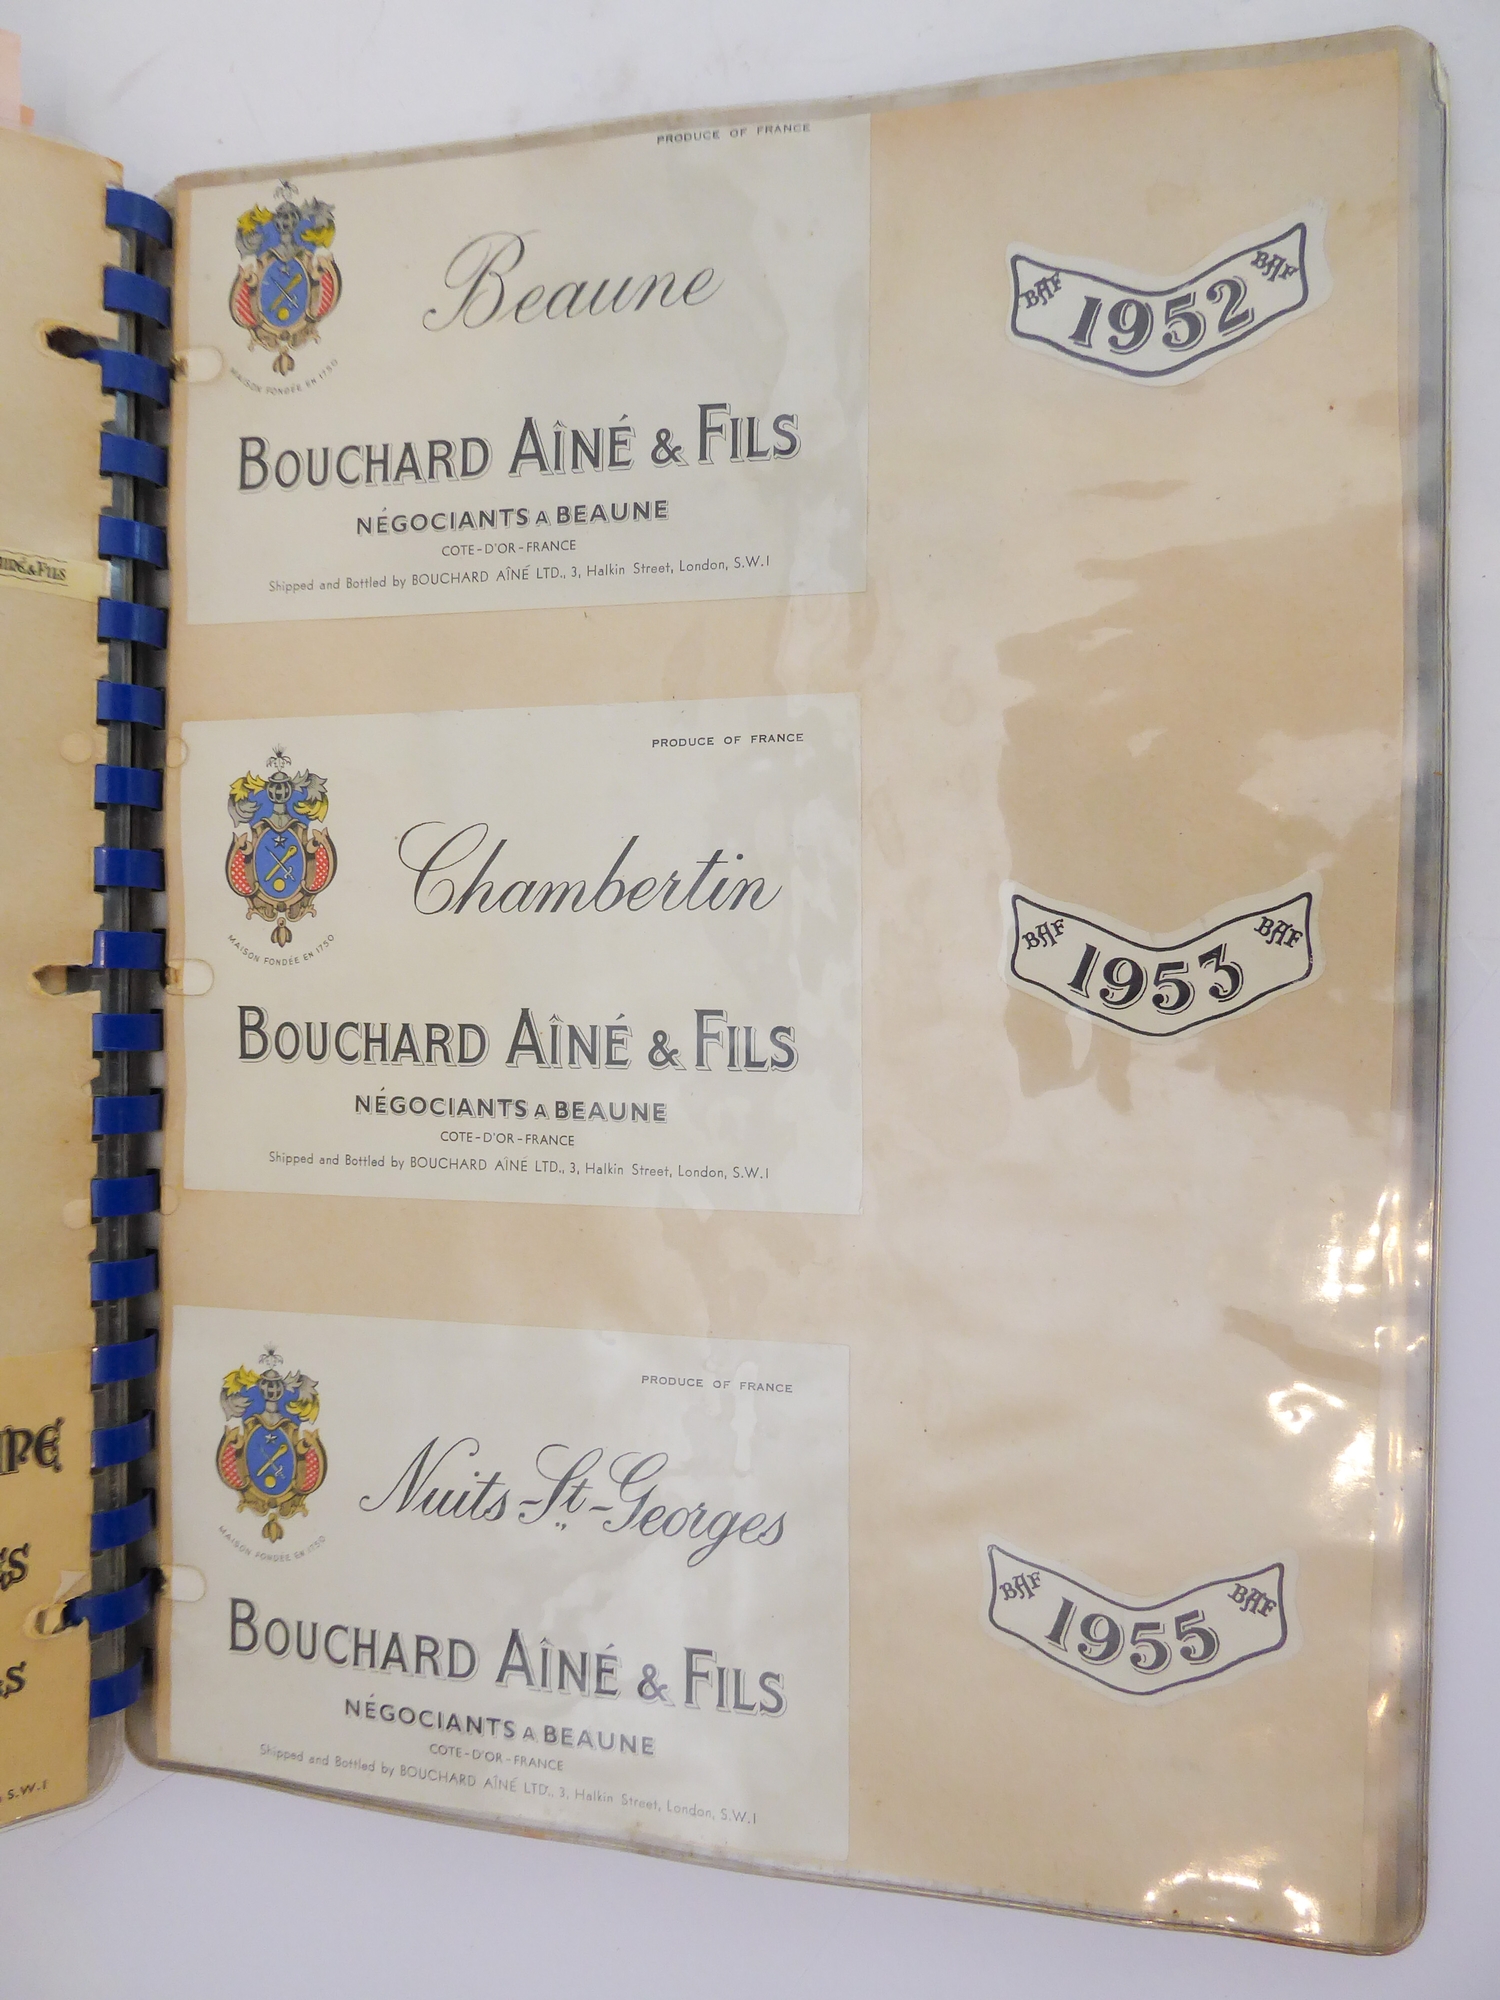 PRODUCE OF FRANCE
Beaune
MAISON FONDÉE EN 1750
BOUCHARD AÎNÉ & FILS
NÉGOCIANTS A BEAUNE
COTE-D'OR-FRANCE
Shipped and Bottled by BOUCHARD AÎNÉ LTD., 3, Halkin Street, London, S.W.1
BAF 1952 BAF
PRODUCE OF FRANCE
Chambertin
MAISON FONDÉE EN 1750
BOUCHARD AÎNÉ & FILS
NÉGOCIANTS A BEAUNE
COTE-D'OR-FRANCE
Shipped and Bottled by BOUCHARD AÎNÉ LTD., 3, Halkin Street, London, S.W.1
BAF 1953 BAF
PRODUCE OF FRANCE
Nuits-St-Georges
MAISON FONDÉE EN 1750
BOUCHARD AÎNÉ & FILS
NÉGOCIANTS A BEAUNE
COTE-D'OR-FRANCE
Shipped and Bottled by BOUCHARD AÎNÉ LTD., 3, Halkin Street, London, S.W.1
BAF 1955 BAF
& FILS
S.W.1